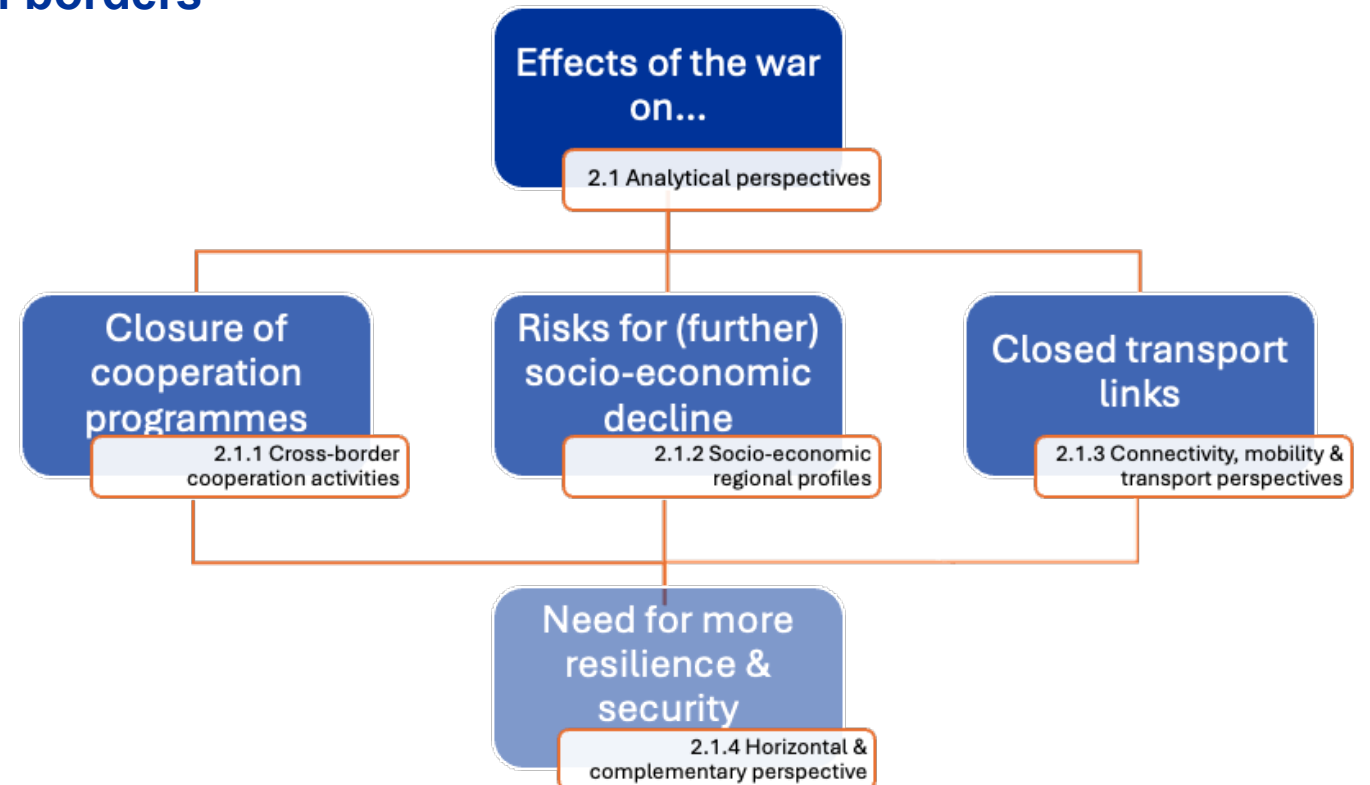 borders
Effects of the war
on...
2.1 Analytical perspectives
Closure of
cooperation
programmes
2.1.1 Cross-border
cooperation activities
Risks for (further)
socio-economic
decline
2.1.2 Socio-economic
regional profiles
Closed transport
links
2.1.3 Connectivity, mobility &
transport perspectives
Need for more
resilience &
security
2.1.4 Horizontal &
complementary perspective